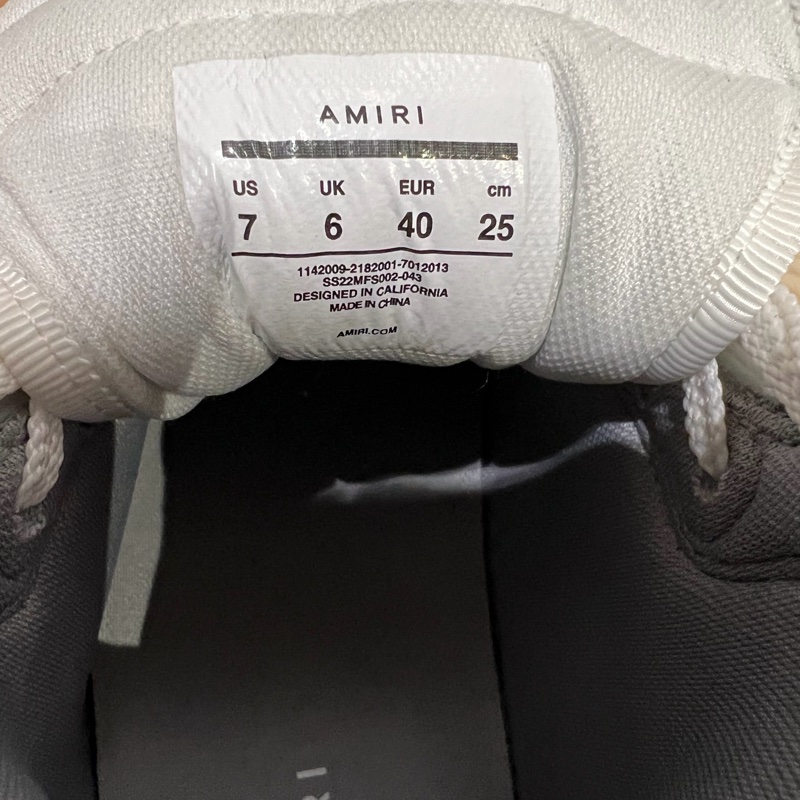 AMIRI
US UK EUR cm
7 6 40 25
1142009-2182001-7012013
SS22MFS002-043
DESIGNED IN CALIFORNIA
MADE IN CHINA
AMIRI.COM
RI